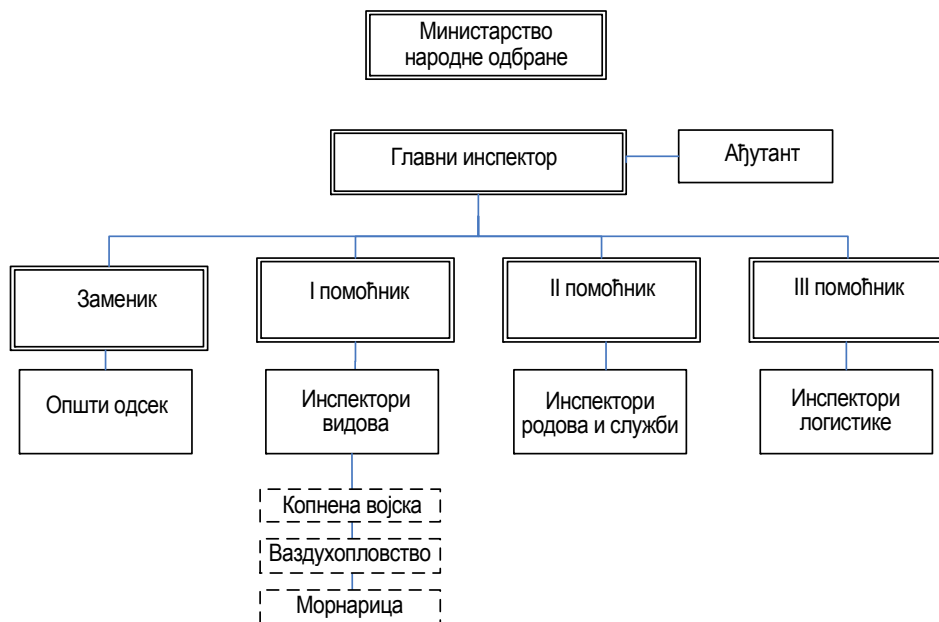 Министарство
народне одбране
Главни инспектор
Ађутант
Заменик
I помоћник
II помоћник
III помоћник
Општи одсек
Инспектори
видова
Инспектори
родова и служби
Инспектори
логистике
Копнена војска
Ваздухопловство
Морнарица